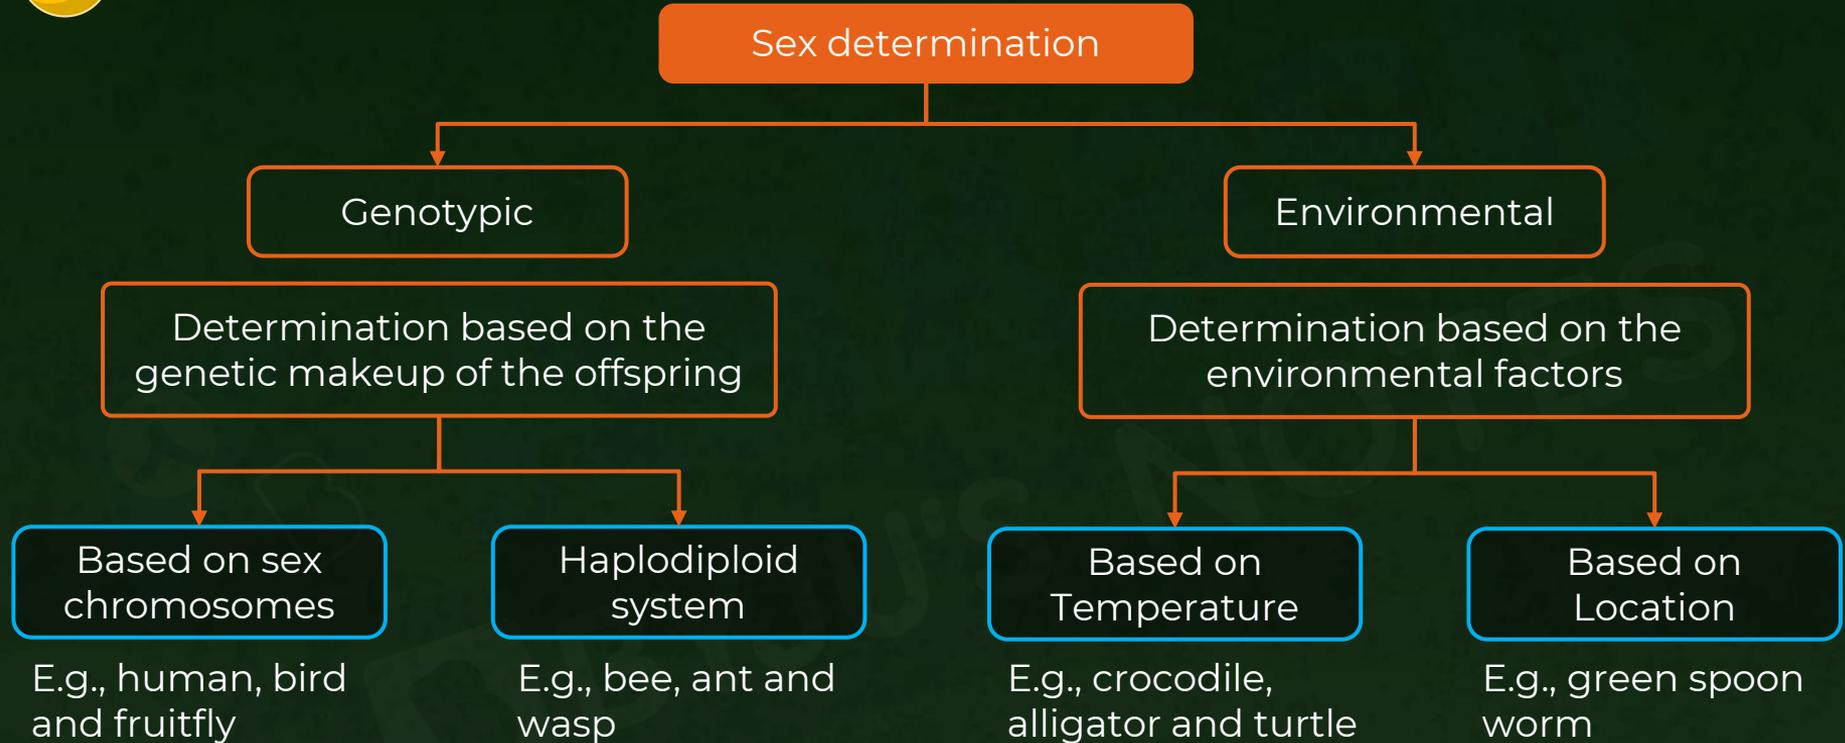 Sex determination
Genotypic
Environmental
Determination based on the
genetic makeup of the offspring
Determination based on the
environmental factors
Based on sex
chromosomes
Haplodiploid
system
Based on
Temperature
Based on
Location
E.g., human, bird
and fruitfly
E.g., bee, ant and
wasp
E.g., crocodile,
alligator and turtle
E.g., green spoon
worm
BYJU'S NOTES